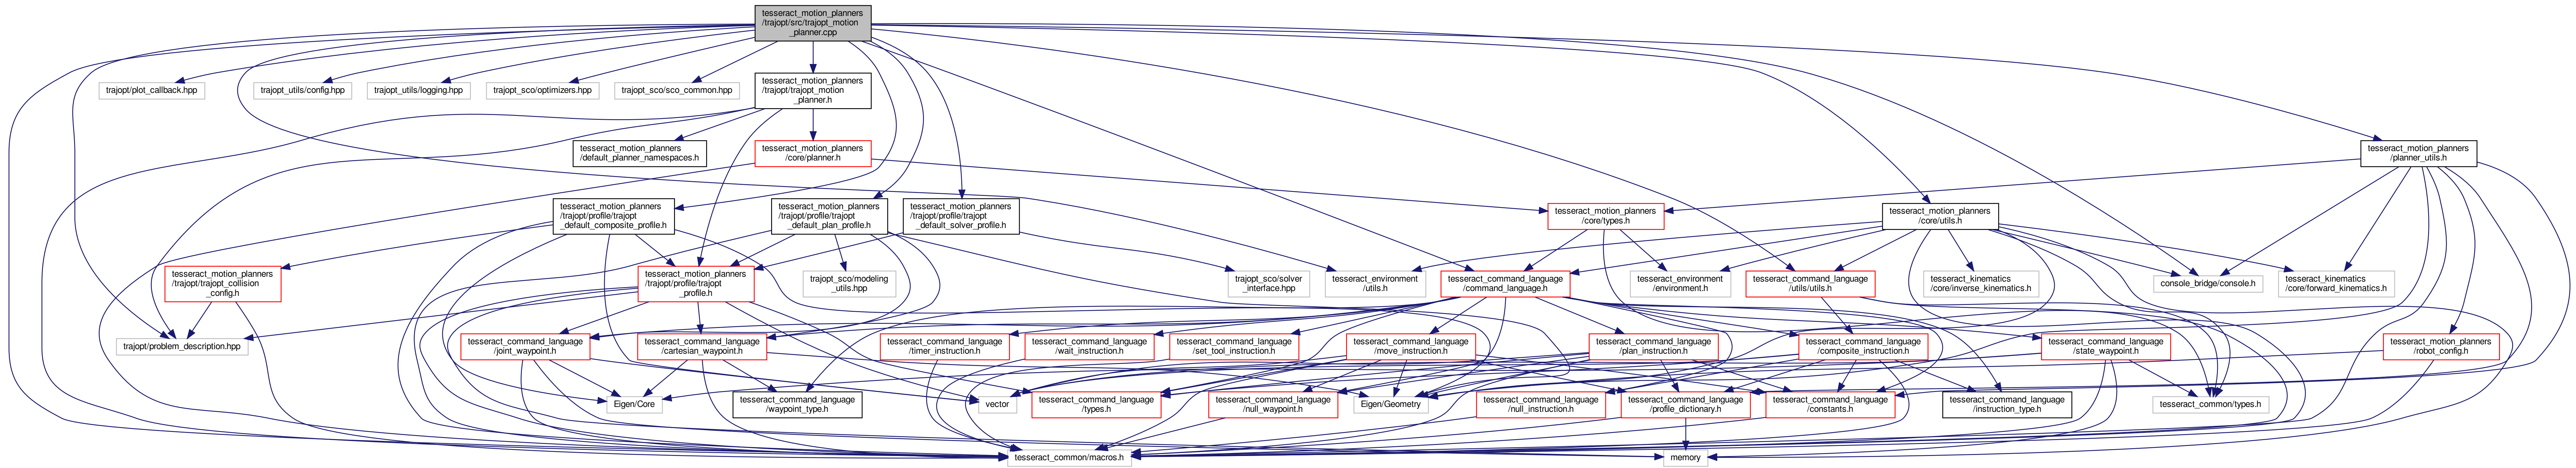 tesseract_motion_planners
/trajopt/src/trajopt_motion
_planner.cpp
trajopt/plot_callback.hpp
trajopt_utils/config.hpp
trajopt_utils/logging.hpp
trajopt_sco/optimizers.hpp
trajopt_sco/sco_common.hpp
tesseract_motion_planners
/trajopt/trajopt_motion
_planner.h
tesseract_motion_planners
/default_planner_namespaces.h
tesseract_motion_planners
/core/planner.h
tesseract_motion_planners
/planner_utils.h
tesseract_motion_planners
/trajopt/profile/trajopt
_default_composite_profile.h
tesseract_motion_planners
/trajopt/profile/trajopt
_default_plan_profile.h
tesseract_motion_planners
/trajopt/profile/trajopt
_default_solver_profile.h
tesseract_motion_planners
/core/types.h
tesseract_motion_planners
/core/utils.h
tesseract_motion_planners
/trajopt/trajopt_collision
_config.h
tesseract_motion_planners
/trajopt/profile/trajopt
_profile.h
trajopt_sco/modeling
_utils.hpp
trajopt_sco/solver
_interface.hpp
tesseract_environment
/utils.h
tesseract_command_language
/command_language.h
tesseract_environment
/environment.h
tesseract_command_language
/utils/utils.h
tesseract_kinematics
/core/inverse_kinematics.h
console_bridge/console.h
tesseract_kinematics
/core/forward_kinematics.h
trajopt/problem_description.hpp
tesseract_command_language
/joint_waypoint.h
tesseract_command_language
/cartesian_waypoint.h
tesseract_command_language
/timer_instruction.h
tesseract_command_language
/wait_instruction.h
tesseract_command_language
/set_tool_instruction.h
tesseract_command_language
/move_instruction.h
tesseract_command_language
/plan_instruction.h
tesseract_command_language
/composite_instruction.h
tesseract_command_language
/state_waypoint.h
tesseract_motion_planners
/robot_config.h
Eigen/Core
tesseract_command_language
/waypoint_type.h
vector
tesseract_command_language
/types.h
tesseract_command_language
/null_waypoint.h
Eigen/Geometry
tesseract_command_language
/null_instruction.h
tesseract_command_language
/profile_dictionary.h
tesseract_command_language
/constants.h
tesseract_command_language
/instruction_type.h
tesseract_common/types.h
tesseract_common/macros.h
memory